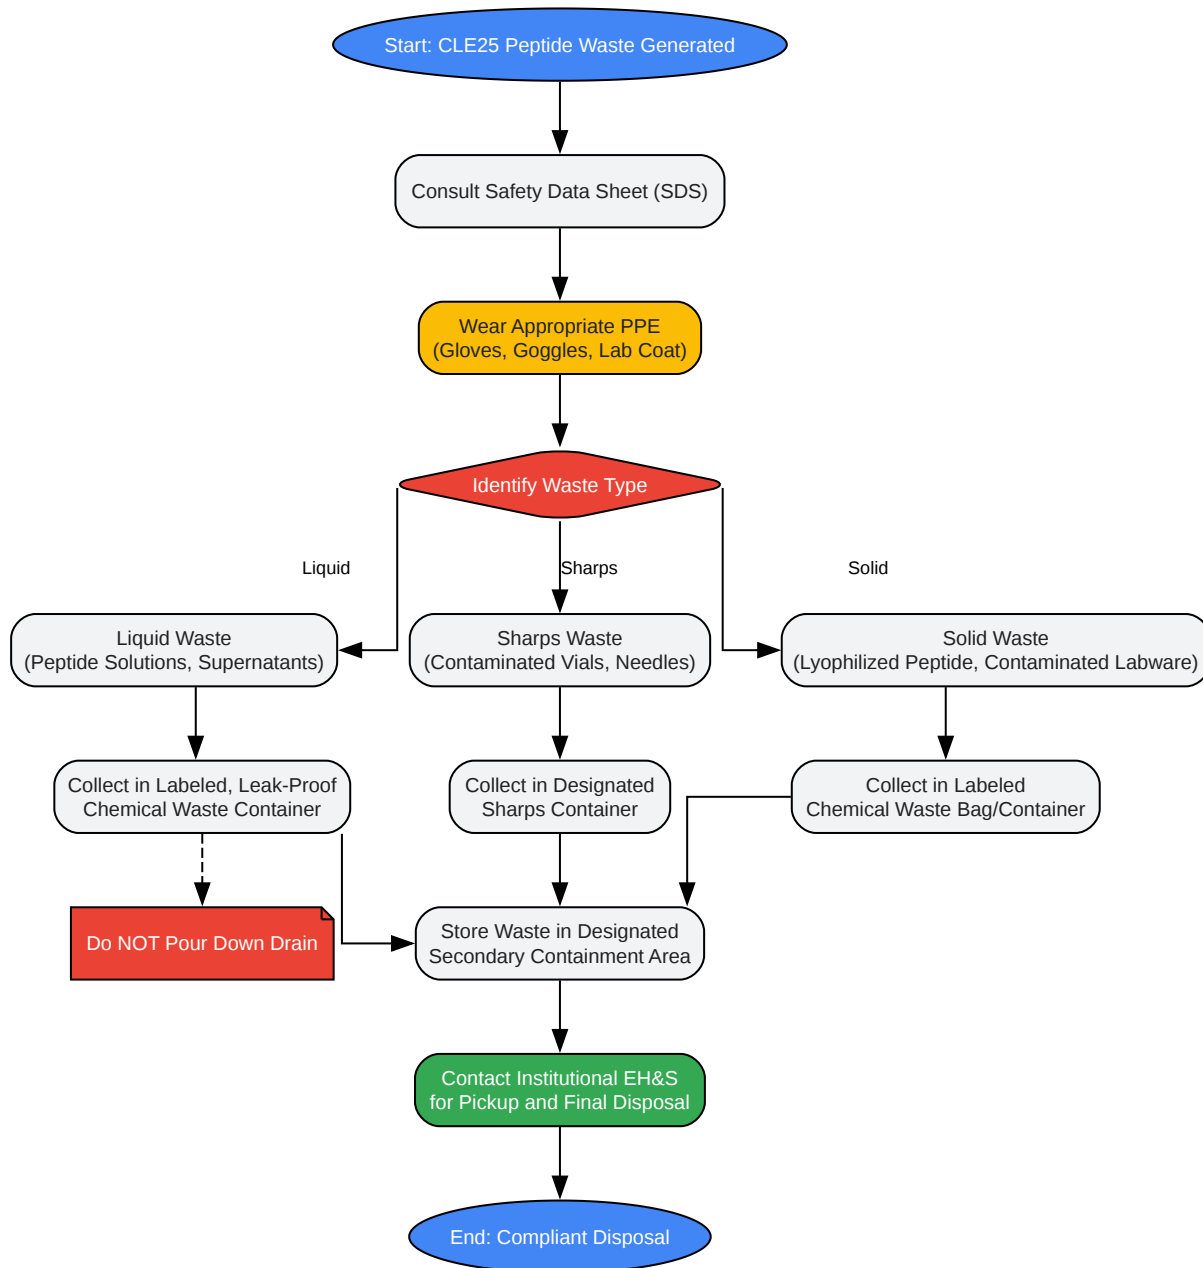 Start: CLE25 Peptide Waste Generated
Consult Safety Data Sheet (SDS)
Wear Appropriate PPE
(Gloves, Goggles, Lab Coat)
Identify Waste Type
Liquid
Sharps
Solid
Liquid Waste
(Peptide Solutions, Supernatants)
Sharps Waste
(Contaminated Vials, Needles)
Solid Waste
(Lyophilized Peptide, Contaminated Labware)
Collect in Labeled, Leak-Proof
Chemical Waste Container
Collect in Designated
Sharps Container
Collect in Labeled
Chemical Waste Bag/Container
Do NOT Pour Down Drain
Store Waste in Designated
Secondary Containment Area
Contact Institutional EH&S
for Pickup and Final Disposal
End: Compliant Disposal